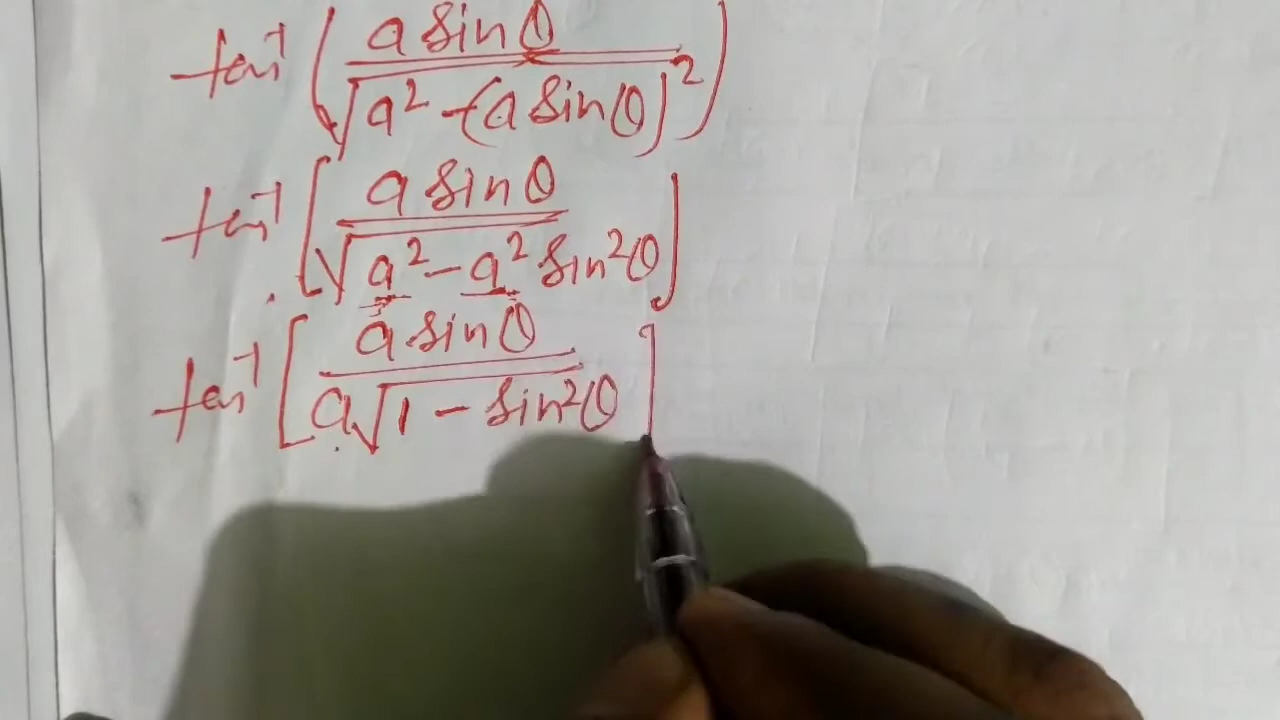 tan⁻¹ (a sin θ / √(a² - (a sin θ)²))
tan⁻¹ [a sin θ / √(a² - a² sin²θ)]
tan⁻¹ [a sin θ / a√(1 - sin²θ)]